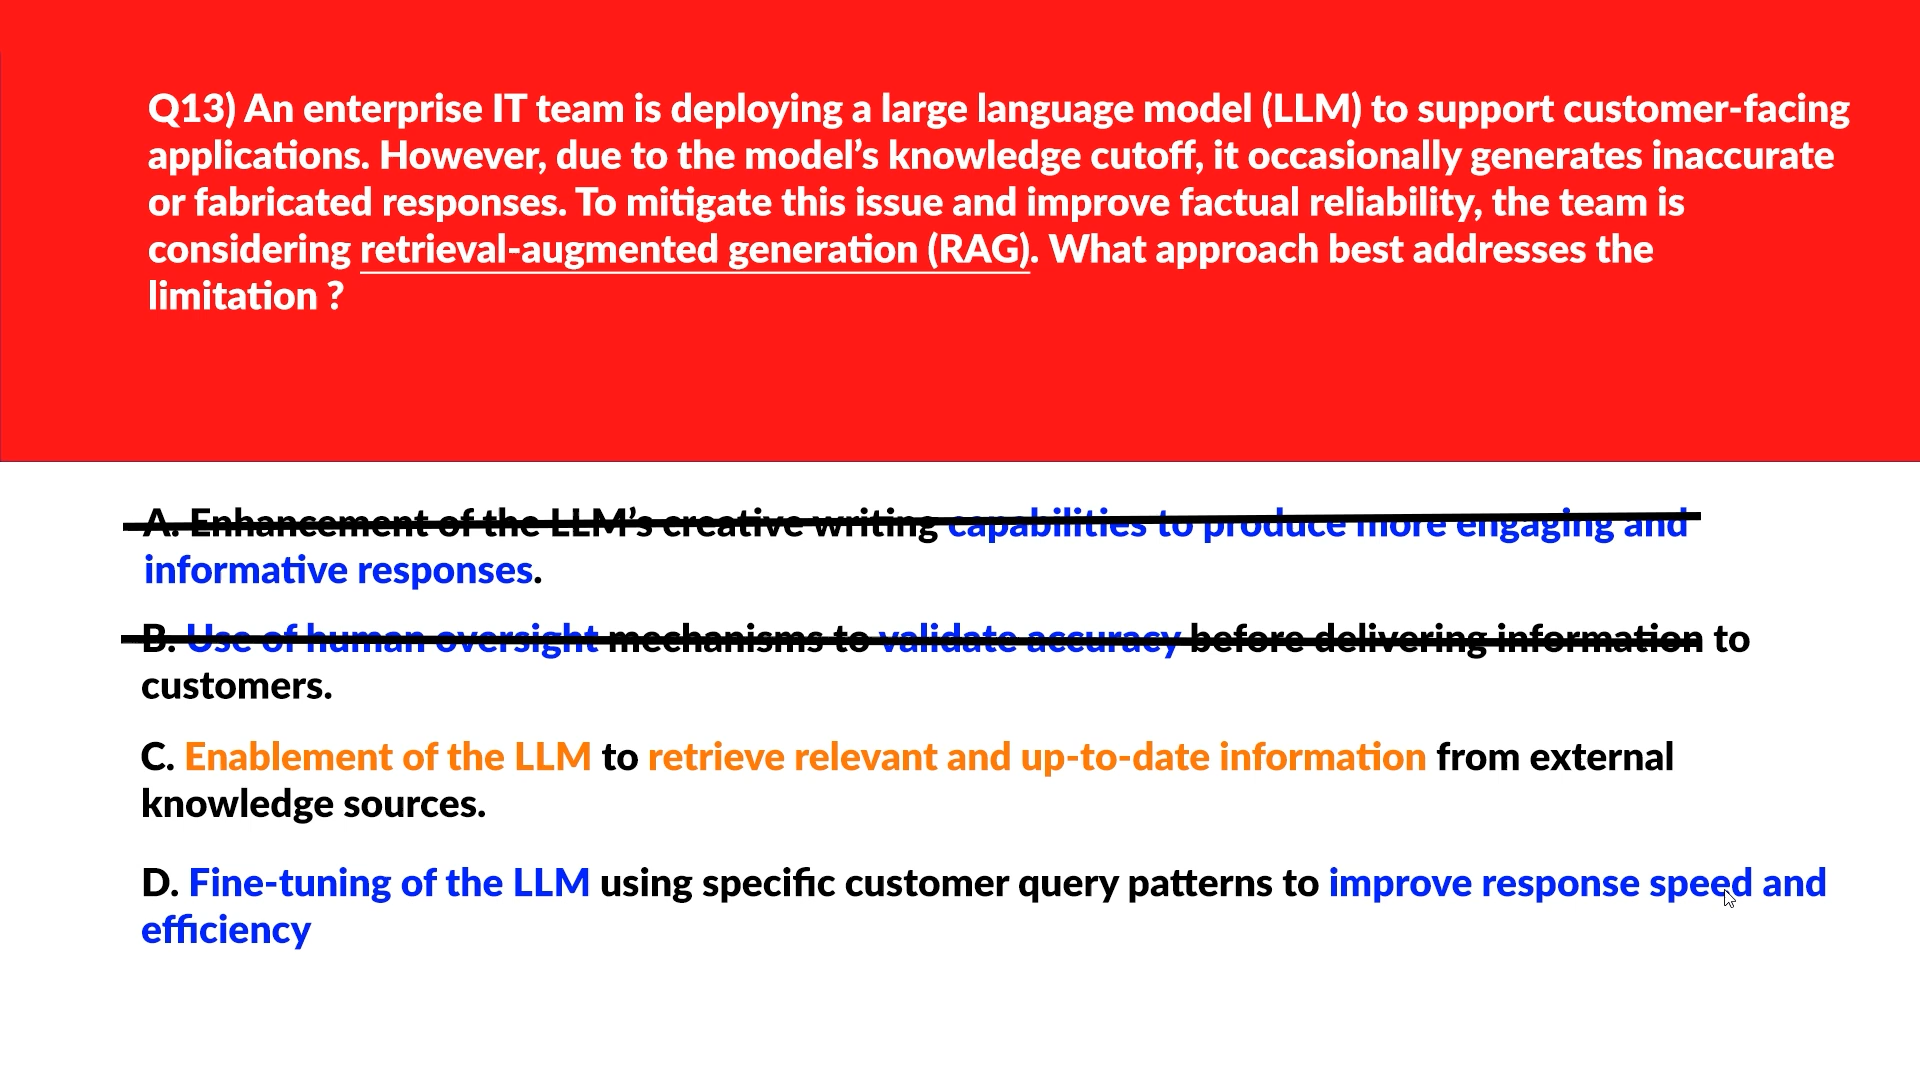 Q13) An enterprise IT team is deploying a large language model (LLM) to support customer-facing
applications. However, due to the model’s knowledge cutoff, it occasionally generates inaccurate
or fabricated responses. To mitigate this issue and improve factual reliability, the team is
considering retrieval-augmented generation (RAG). What approach best addresses the
limitation ?
A. Enhancement of the LLM’s creative writing capabilities to produce more engaging and
informative responses.
B. Use of human oversight mechanisms to validate accuracy before delivering information to
customers.
C. Enablement of the LLM to retrieve relevant and up-to-date information from external
knowledge sources.
D. Fine-tuning of the LLM using specific customer query patterns to improve response speed and
efficiency